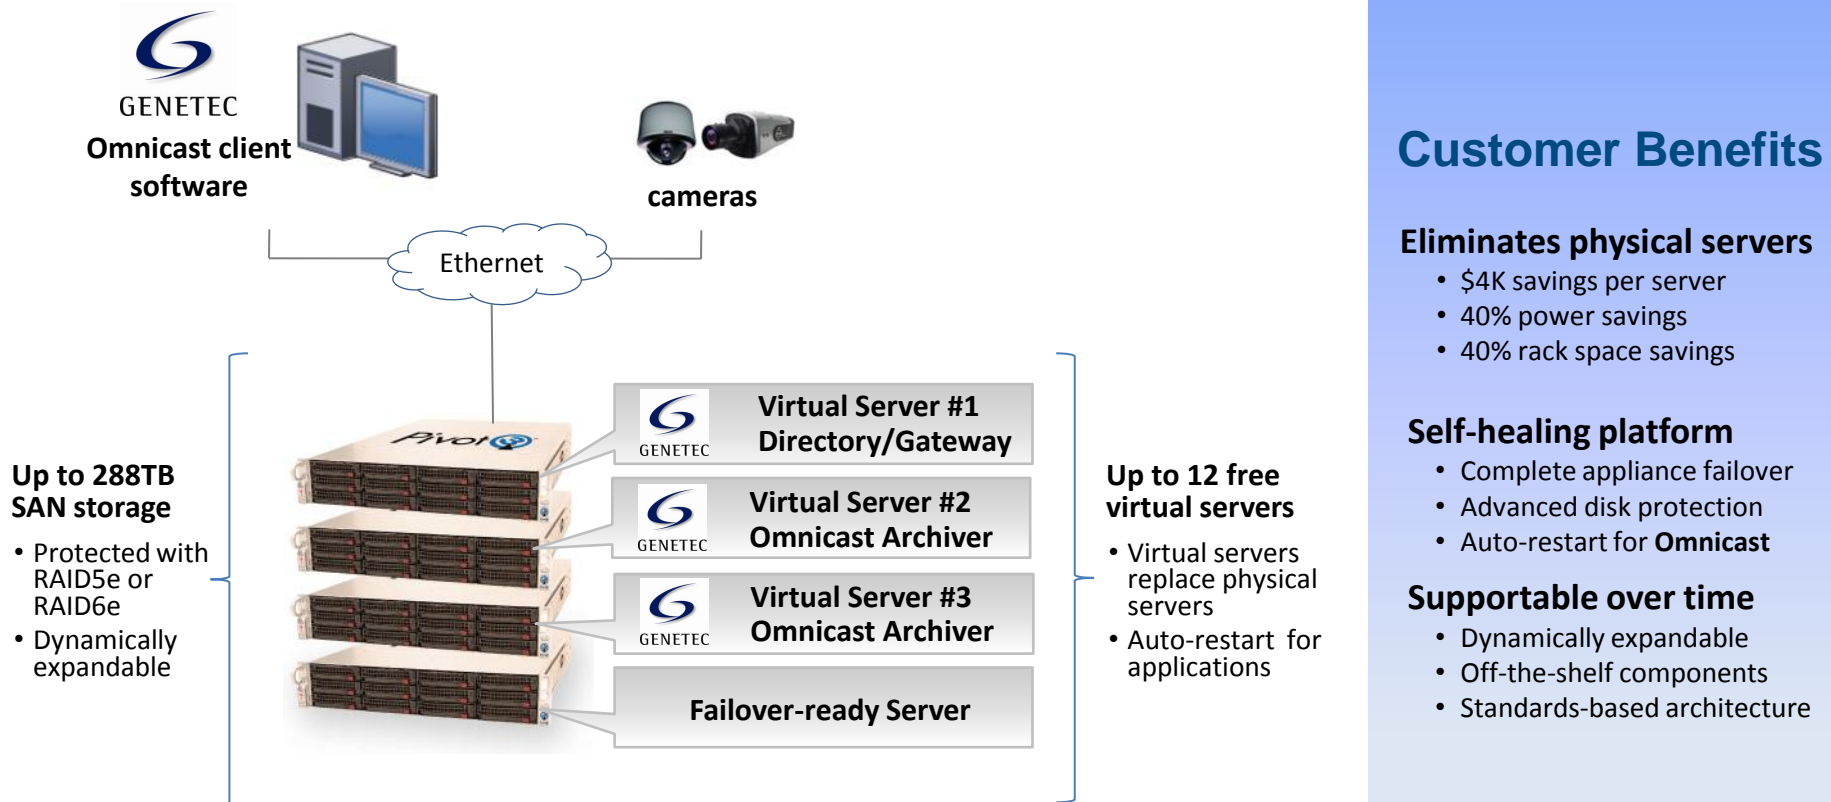 GENETEC
Omnicast client
software
cameras
Ethernet
Up to 288TB
SAN storage
• Protected with
RAID5e or
RAID6e
• Dynamically
expandable
Pivot3
GENETEC
Virtual Server #1
Directory/Gateway
GENETEC
Virtual Server #2
Omnicast Archiver
GENETEC
Virtual Server #3
Omnicast Archiver
Failover-ready Server
Up to 12 free
virtual servers
• Virtual servers
replace physical
servers
• Auto-restart for
applications
Customer Benefits
Eliminates physical servers
• $4K savings per server
• 40% power savings
• 40% rack space savings
Self-healing platform
• Complete appliance failover
• Advanced disk protection
• Auto-restart for Omnicast
Supportable over time
• Dynamically expandable
• Off-the-shelf components
• Standards-based architecture